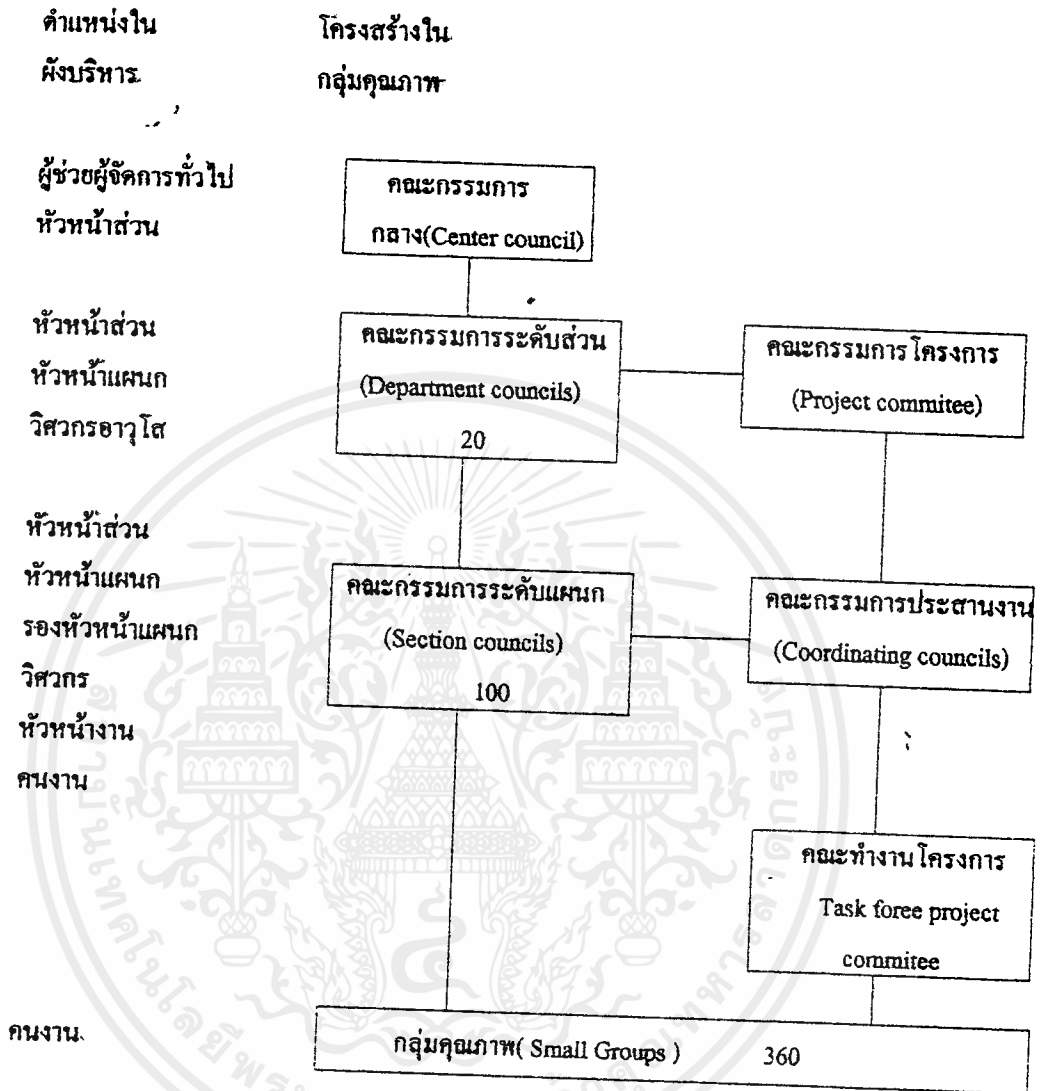 ตำแหน่งใน โครงสร้างใน
ผังบริหาร กลุ่มคุณภาพ
ผู้ช่วยผู้จัดการทั่วไป
หัวหน้าส่วน
คณะกรรมการ
กลาง(Center council)
หัวหน้าส่วน
หัวหน้าแผนก
วิศวกรอาวุโส
คณะกรรมการระดับส่วน
(Department councils)
20
คณะกรรมการโครงการ
(Project commitee)
หัวหน้าส่วน
หัวหน้าแผนก
รองหัวหน้าแผนก
วิศวกร
หัวหน้างาน
คนงาน
คณะกรรมการระดับแผนก
(Section councils)
100
คณะกรรมการประสานงาน
(Coordinating councils)
คณะทำงานโครงการ
Task foree project
commitee
คนงาน
กลุ่มคุณภาพ( Small Groups ) 360